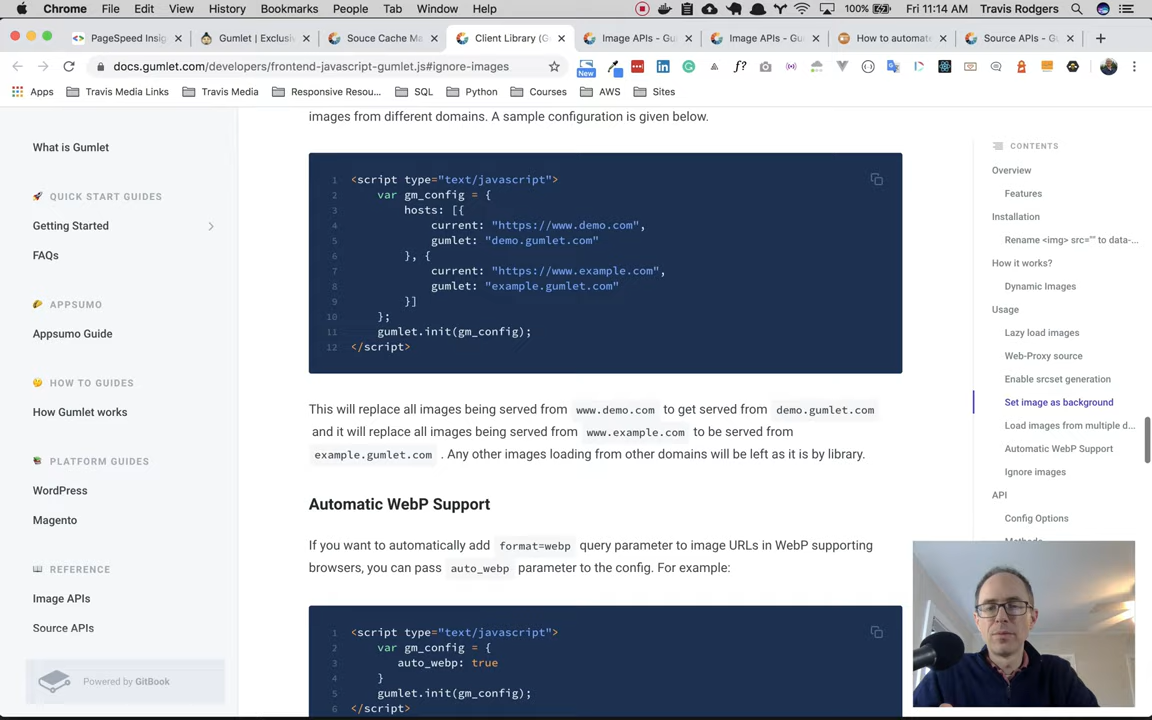 Chrome File Edit View History Bookmarks People Tab Window Help 100% Fri 11:14 AM Travis Rodgers
PageSpeed Insig Gumlet | Exclusiv Souce Cache Ma Client Library (G Image APIs - Gu Image APIs - Gu How to automate Source APIs - G
docs.gumlet.com/developers/frontend-javascript-gumlet.js#ignore-images New
Apps Travis Media Links Travis Media Responsive Resou... SQL Python Courses AWS Sites
What is Gumlet
QUICK START GUIDES
Getting Started
FAQs
APPSUMO
Appsumo Guide
HOW TO GUIDES
How Gumlet works
PLATFORM GUIDES
WordPress
Magento
REFERENCE
Image APIs
Source APIs
Powered by GitBook
images from different domains. A sample configuration is given below.
1 <script type="text/javascript">
2 var gm_config = {
3 hosts: [{
4 current: "https://www.demo.com",
5 gumlet: "demo.gumlet.com"
6 }, {
7 current: "https://www.example.com",
8 gumlet: "example.gumlet.com"
9 }]
10 };
11 gumlet.init(gm_config);
12 </script>
This will replace all images being served from www.demo.com to get served from demo.gumlet.com
and it will replace all images being served from www.example.com to be served from
example.gumlet.com . Any other images loading from other domains will be left as it is by library.
Automatic WebP Support
If you want to automatically add format=webp query parameter to image URLs in WebP supporting
browsers, you can pass auto_webp parameter to the config. For example:
1 <script type="text/javascript">
2 var gm_config = {
3 auto_webp: true
4 }
5 gumlet.init(gm_config);
6 </script>
CONTENTS
Overview
Features
Installation
Rename <img> src="" to data-...
How it works?
Dynamic Images
Usage
Lazy load images
Web-Proxy source
Enable srcset generation
Set image as background
Load images from multiple d...
Automatic WebP Support
Ignore images
API
Config Options
Methods